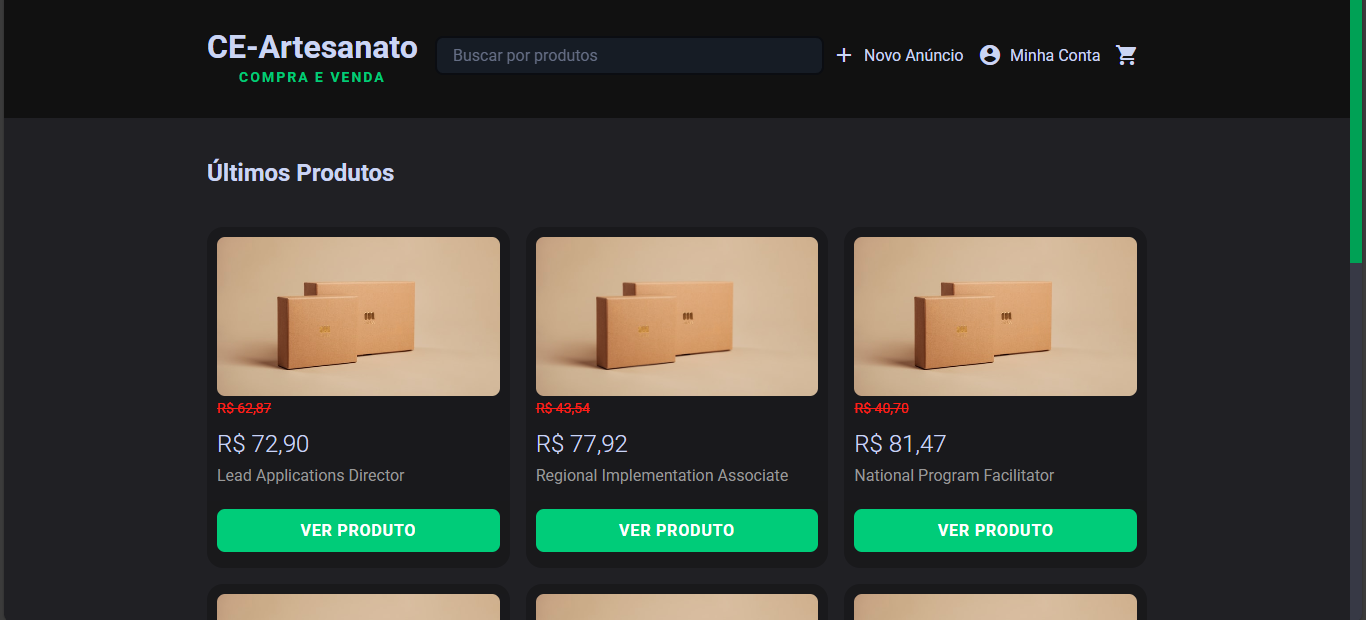 CE-Artesanato
COMPRA E VENDA
Buscar por produtos
Novo Anúncio
Minha Conta
Últimos Produtos
R$ 62,87
R$ 72,90
Lead Applications Director
VER PRODUTO
R$ 43,54
R$ 77,92
Regional Implementation Associate
VER PRODUTO
R$ 40,70
R$ 81,47
National Program Facilitator
VER PRODUTO